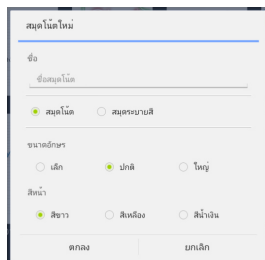 สมุดโน้ตใหม่
ชื่อ
ชื่อสมุดโน้ต
สมุดโน้ต สมุดระบายสี
ขนาดอักษร
เล็ก ปกติ ใหญ่
สีหน้า
สีขาว สีเหลือง สีน้ำเงิน
ตกลง ยกเลิก